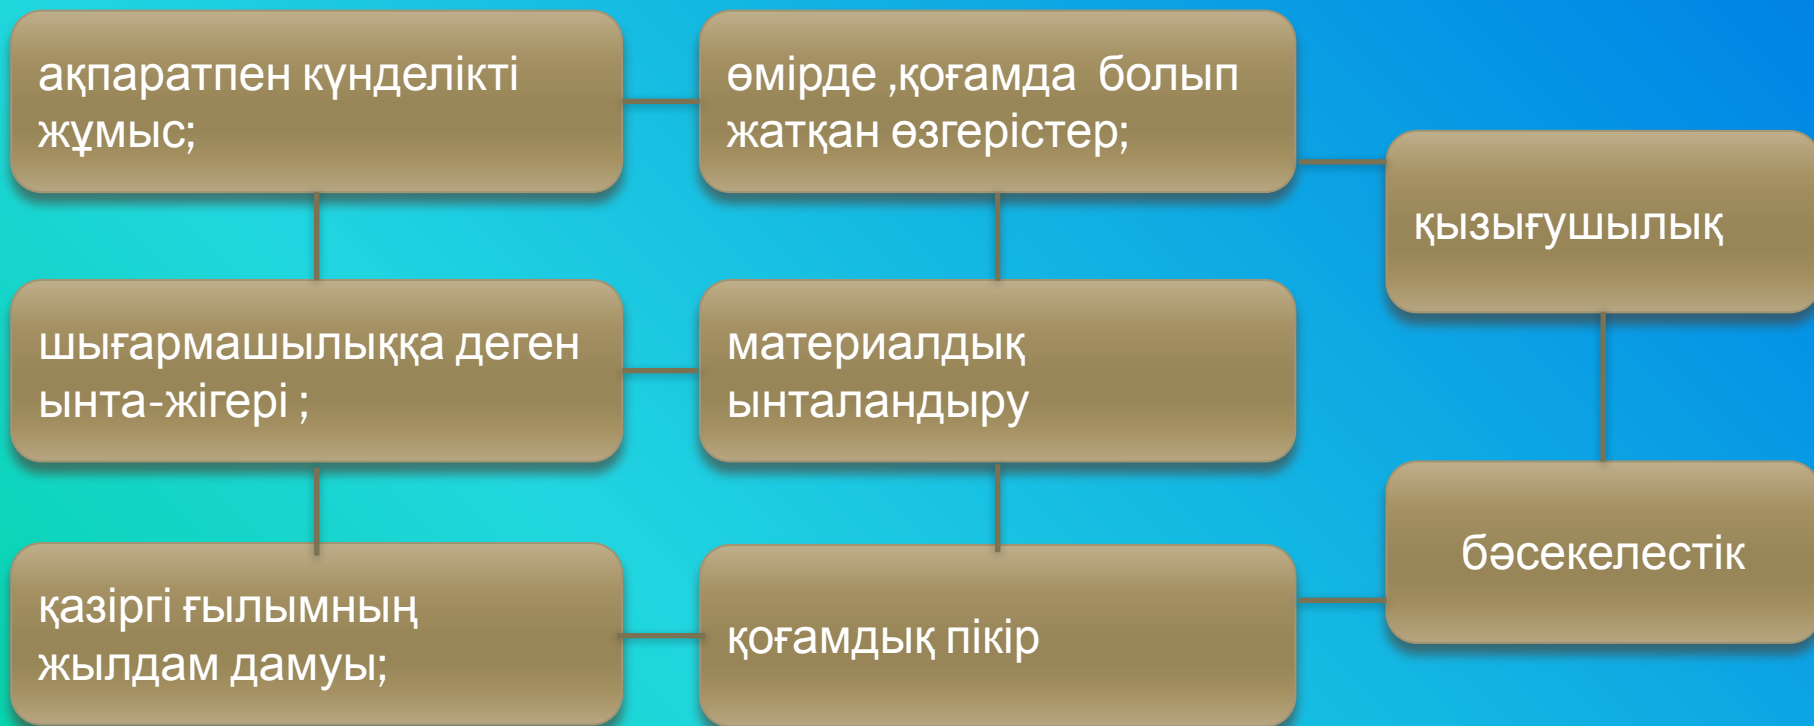 ақпаратпен күнделікті
жұмыс;
өмірде ,қоғамда болып
жатқан өзгерістер;
қызығушылық
шығармашылыққа деген
ынта-жігері ;
материалдық
ынталандыру
бәсекелестік
қазіргі ғылымның
жылдам дамуы;
қоғамдық пікір